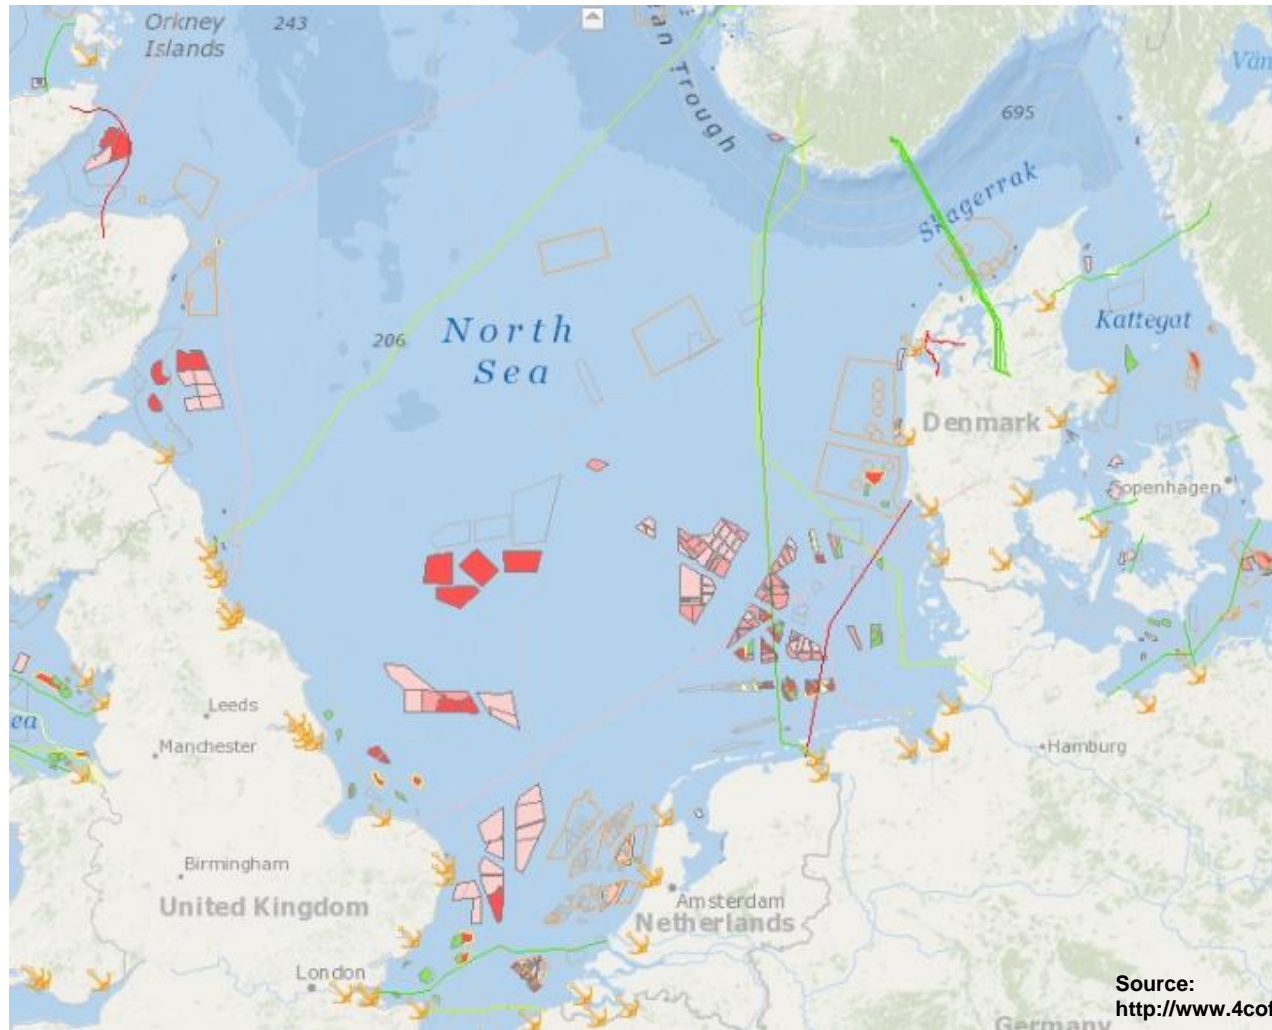 Orkney
Islands
243
an Trough
Vän
695
Skagerrak
206
North
Sea
Kattegat
Denmark
Copenhagen
ea
Leeds
Manchester
Hamburg
Birmingham
United Kingdom
Amsterdam
Netherlands
London
Source:
http://www.4cof
Germany